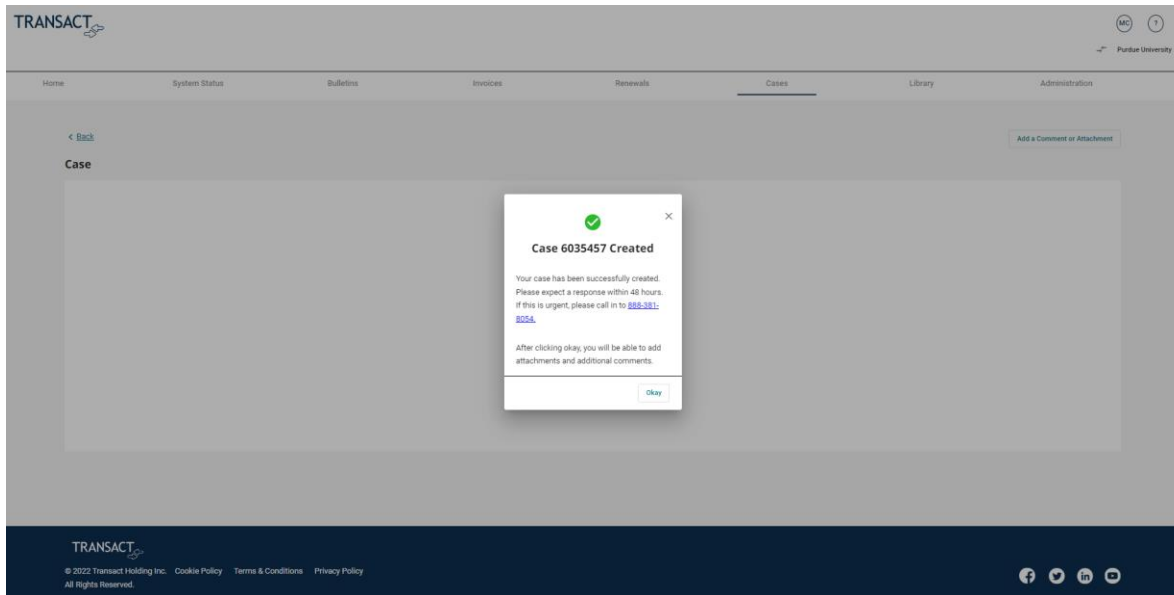 TRANSACT
MC
?
Purdue University
Home
System Status
Bulletins
Invoices
Renewals
Cases
Library
Administration
< Back
Add a Comment or Attachment
Case
Case 6035457 Created
Your case has been successfully created.
Please expect a response within 48 hours.
If this is urgent, please call in to 888-381-
8054.
After clicking okay, you will be able to add
attachments and additional comments.
Okay
TRANSACT
© 2022 Transact Holding Inc. Cookie Policy Terms & Conditions Privacy Policy
All Rights Reserved.